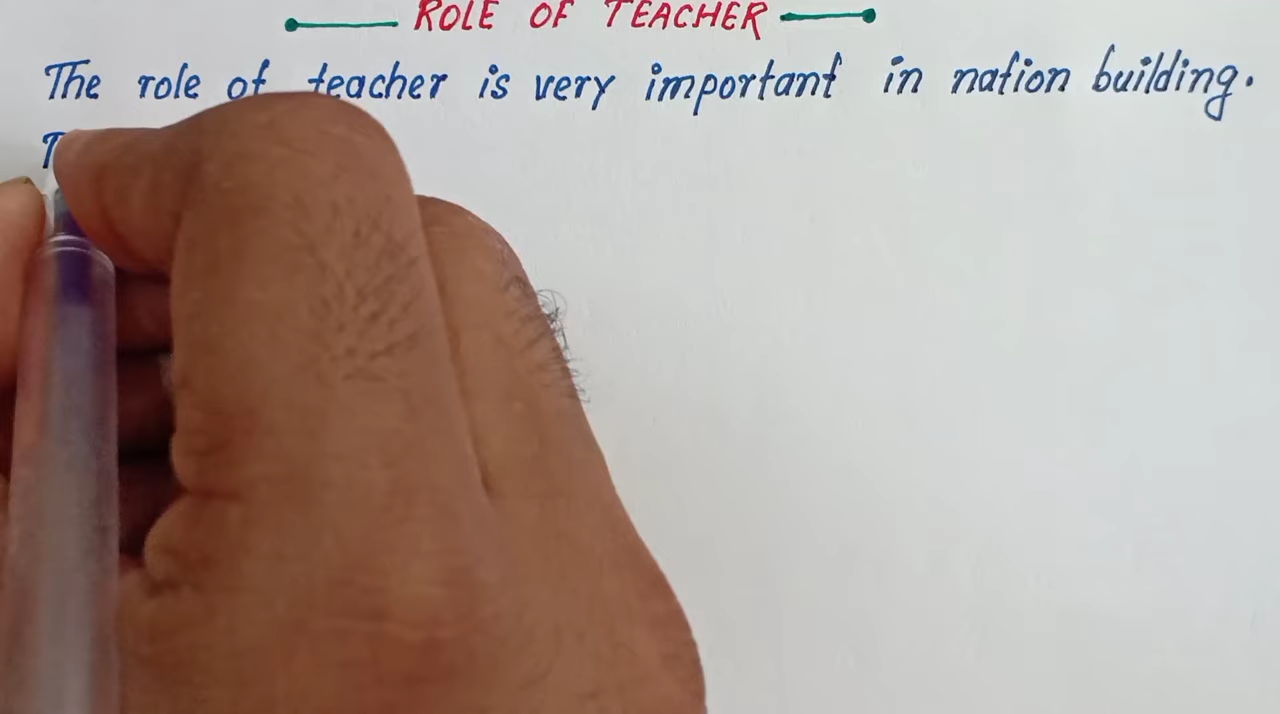 ROLE OF TEACHER
The role of teacher is very important in nation building.